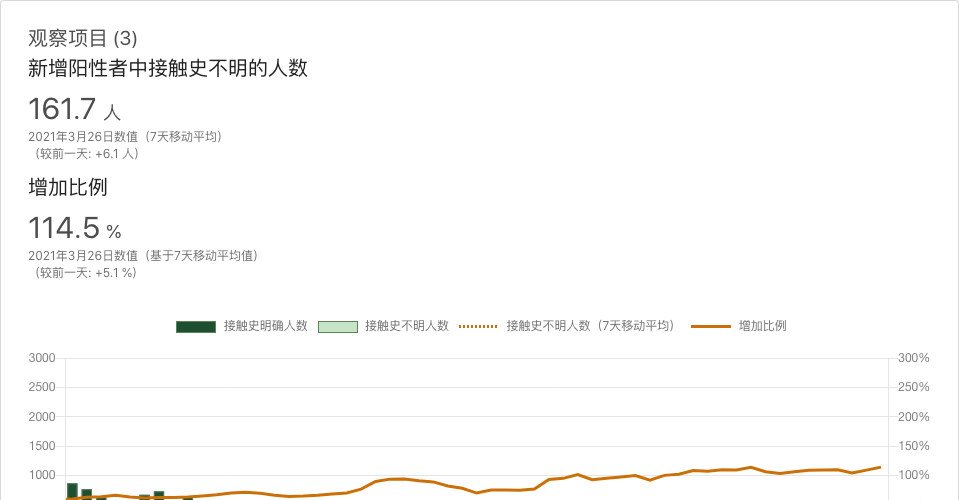 观察项目 (3)
新增阳性者中接触史不明的人数
161.7 人
2021年3月26日数值（7天移动平均）
（较前一天: +6.1 人）
增加比例
114.5 %
2021年3月26日数值（基于7天移动平均值）
（较前一天: +5.1 %）
接触史明确人数 接触史不明人数 接触史不明人数（7天移动平均） 增加比例
3000 300%
2500 250%
2000 200%
1500 150%
1000 100%